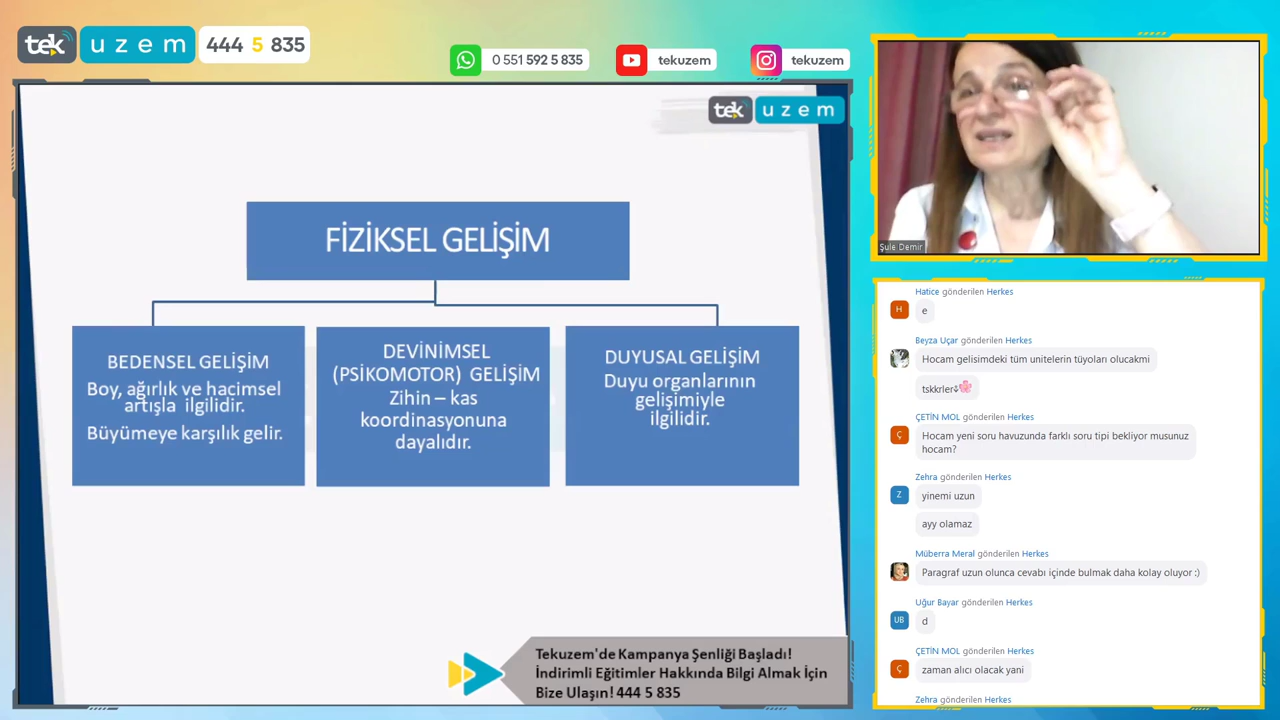 tek uzem 444 5 835
0 551 592 5 835
tekuzem
tekuzem
tek uzem
FİZİKSEL GELİŞİM
BEDENSEL GELİŞİM
Boy, ağırlık ve hacimsel
artışla ilgilidir.
Büyümeye karşılık gelir.
DEVİNİMSEL
(PSİKOMOTOR) GELİŞİM
Zihin – kas
koordinasyonuna
dayalıdır.
DUYUSAL GELİŞİM
Duyu organlarının
gelişimiyle
ilgilidir.
Tekuzem'de Kampanya Şenliği Başladı!
İndirimli Eğitimler Hakkında Bilgi Almak İçin
Bize Ulaşın! 444 5 835
Şule Demir
Hatice gönderilen Herkes
H
e
Beyza Uçar gönderilen Herkes
Hocam gelisimdeki tüm unitelerin tüyoları olucakmi
tskkrler
ÇETİN MOL gönderilen Herkes
Ç
Hocam yeni soru havuzunda farklı soru tipi bekliyor musunuz
hocam?
Zehra gönderilen Herkes
Z
yinemi uzun
ayy olamaz
Müberra Meral gönderilen Herkes
Paragraf uzun olunca cevabı içinde bulmak daha kolay oluyor :)
Uğur Bayar gönderilen Herkes
UB
d
ÇETİN MOL gönderilen Herkes
Ç
zaman alıcı olacak yani
Zehra gönderilen Herkes